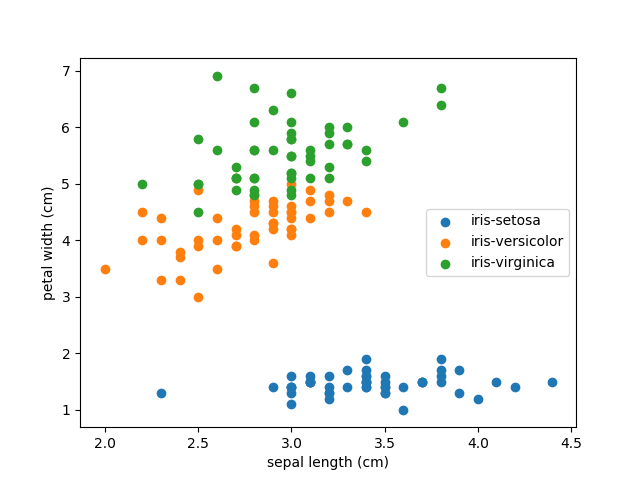 7
6
5
4
3
2
1
petal width (cm)
iris-setosa
iris-versicolor
iris-virginica
2.0 2.5 3.0 3.5 4.0 4.5
sepal length (cm)